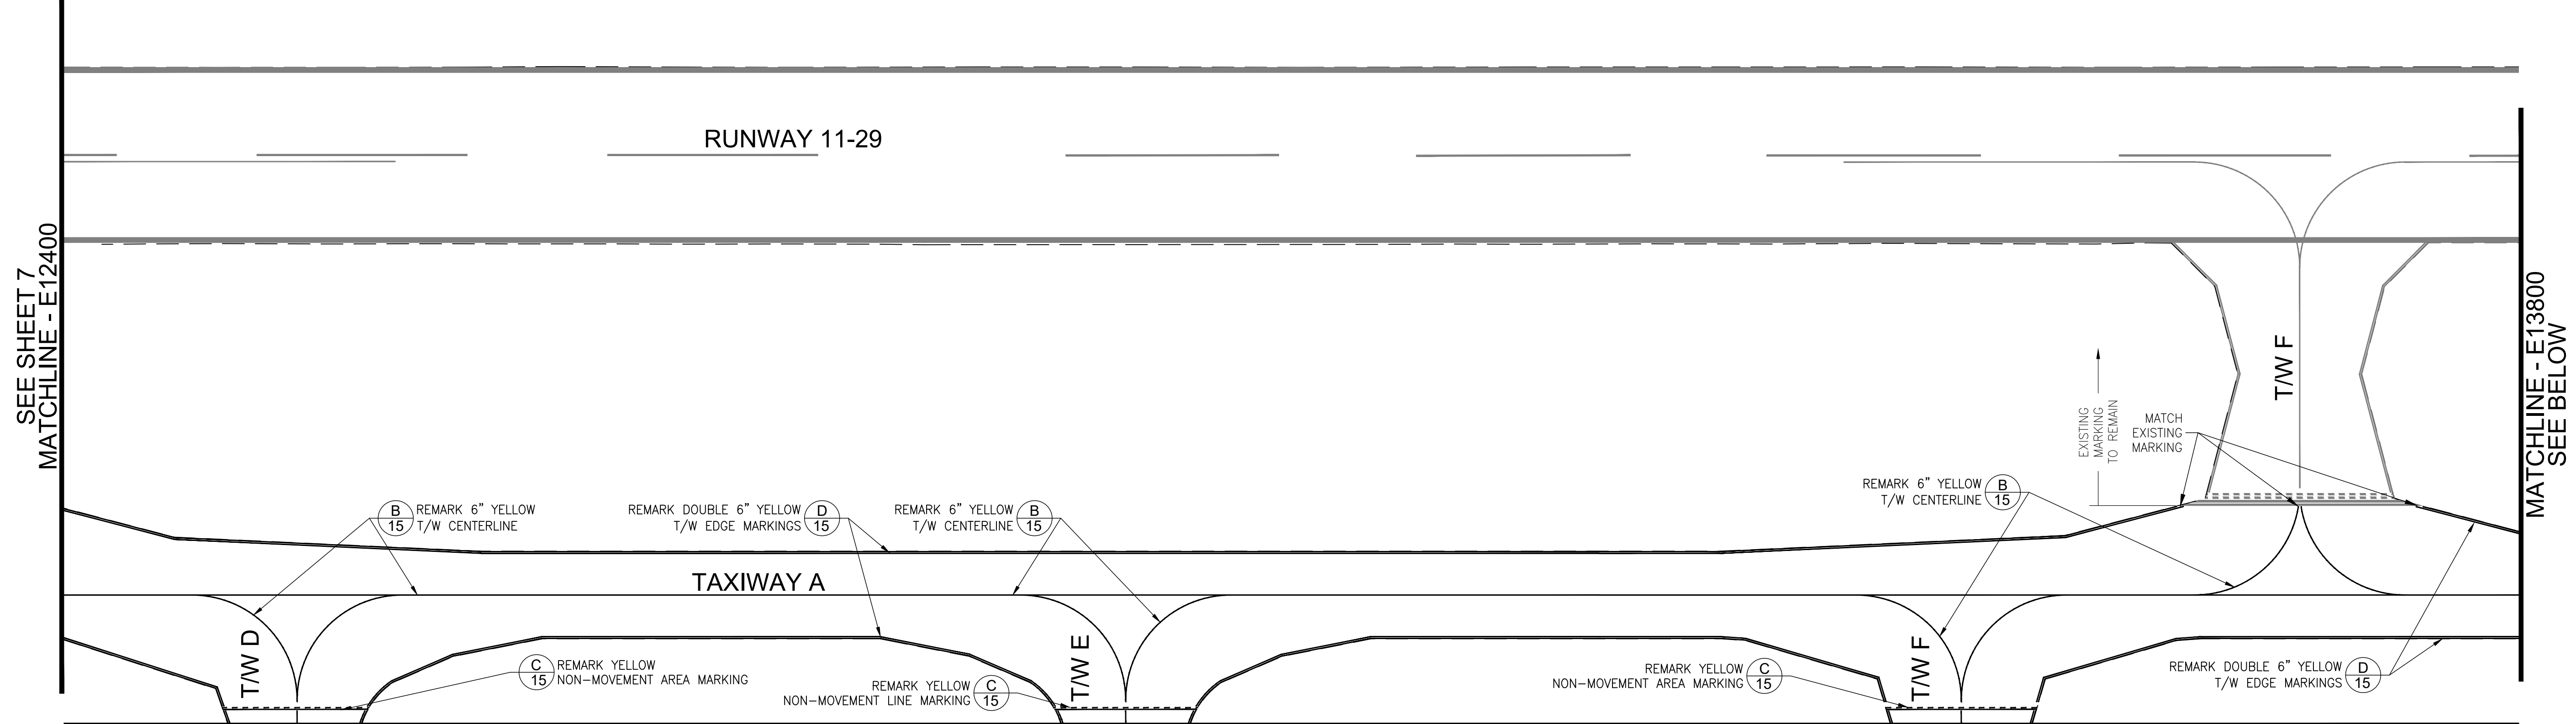 RUNWAY 11-29
SEE SHEET 7
MATCHLINE - E12400
MATCHLINE - E13800
SEE BELOW
T/W F
EXISTING
MARKING
TO REMAIN
MATCH
EXISTING
MARKING
B
15
REMARK 6" YELLOW
T/W CENTERLINE
REMARK DOUBLE 6" YELLOW
T/W EDGE MARKINGS
D
15
REMARK 6" YELLOW
T/W CENTERLINE
B
15
REMARK 6" YELLOW
T/W CENTERLINE
B
15
TAXIWAY A
T/W D
C
15
REMARK YELLOW
NON-MOVEMENT AREA MARKING
REMARK YELLOW
NON-MOVEMENT LINE MARKING
C
15
T/W E
REMARK YELLOW
NON-MOVEMENT AREA MARKING
C
15
T/W F
REMARK DOUBLE 6" YELLOW
T/W EDGE MARKINGS
D
15